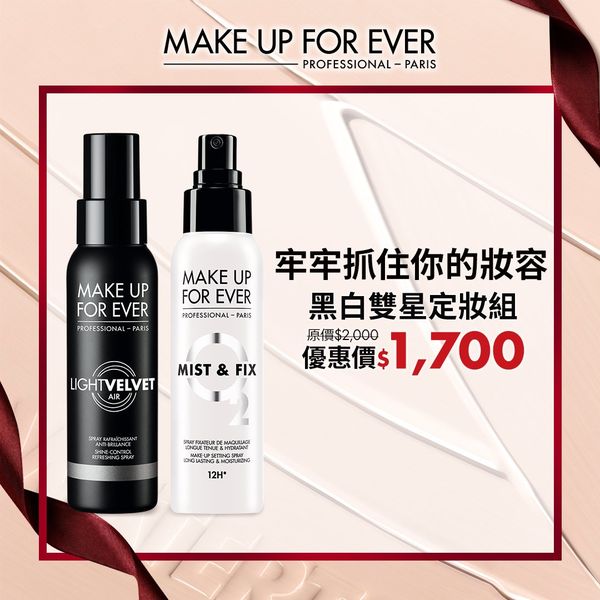 MAKE UP FOR EVER
PROFESSIONAL – PARIS
MAKE UP
FOR EVER
PROFESSIONAL – PARIS
LIGHTVELVET
AIR
SPRAY RAFRAÎCHISSANT
ANTI-BRILLANCE
SHINE-CONTROL
REFRESHING SPRAY
MAKE UP
FOR EVER
PROFESSIONAL – PARIS
O2
MIST & FIX
SPRAY FIXATEUR DE MAQUILLAGE
LONGUE TENUE & HYDRATANT
MAKE-UP SETTING SPRAY
LONG LASTING & MOISTURIZING
12H*
牢牢抓住你的妝容
黑白雙星定妝組
原價$2,000
優惠價$1,700